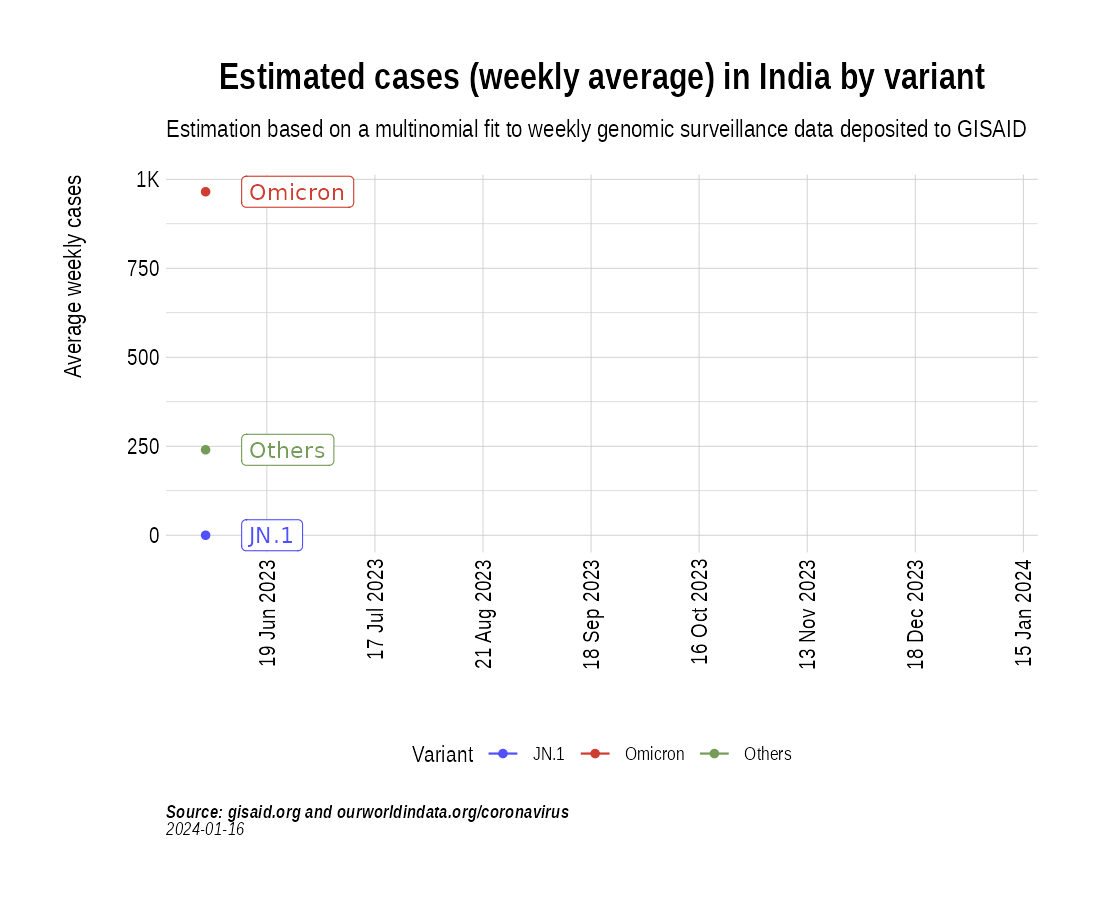 Estimated cases (weekly average) in India by variant
Estimation based on a multinomial fit to weekly genomic surveillance data deposited to GISAID
Average weekly cases
1K
750
500
250
0
Omicron
Others
JN.1
19 Jun 2023
17 Jul 2023
21 Aug 2023
18 Sep 2023
16 Oct 2023
13 Nov 2023
18 Dec 2023
15 Jan 2024
Variant JN.1 Omicron Others
Source: gisaid.org and ourworldindata.org/coronavirus
2024-01-16